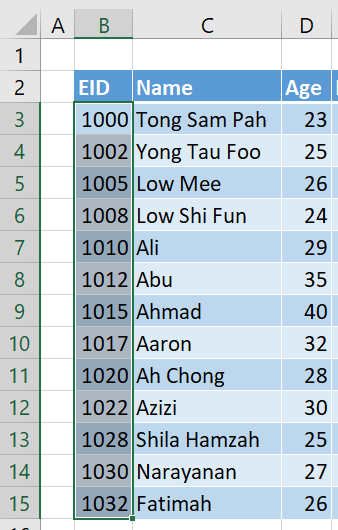 A B C D
1
2 EID Name Age
3 1000 Tong Sam Pah 23
4 1002 Yong Tau Foo 25
5 1005 Low Mee 26
6 1008 Low Shi Fun 24
7 1010 Ali 29
8 1012 Abu 35
9 1015 Ahmad 40
10 1017 Aaron 32
11 1020 Ah Chong 28
12 1022 Azizi 30
13 1028 Shila Hamzah 25
14 1030 Narayanan 27
15 1032 Fatimah 26